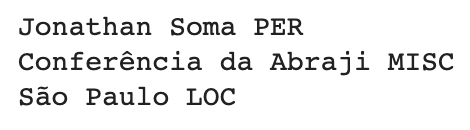 Jonathan Soma PER
Conferência da Abraji MISC
São Paulo LOC